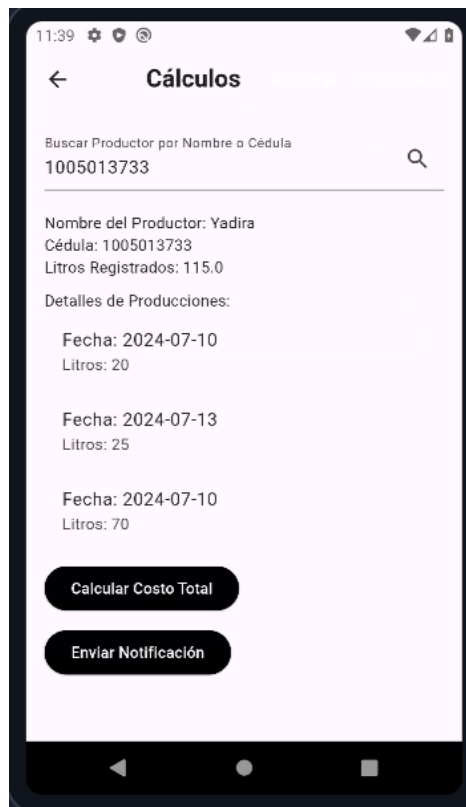 11:39
Cálculos
Buscar Productor por Nombre o Cédula
1005013733
Nombre del Productor: Yadira
Cédula: 1005013733
Litros Registrados: 115.0
Detalles de Producciones:
Fecha: 2024-07-10
Litros: 20
Fecha: 2024-07-13
Litros: 25
Fecha: 2024-07-10
Litros: 70
Calcular Costo Total
Enviar Notificación